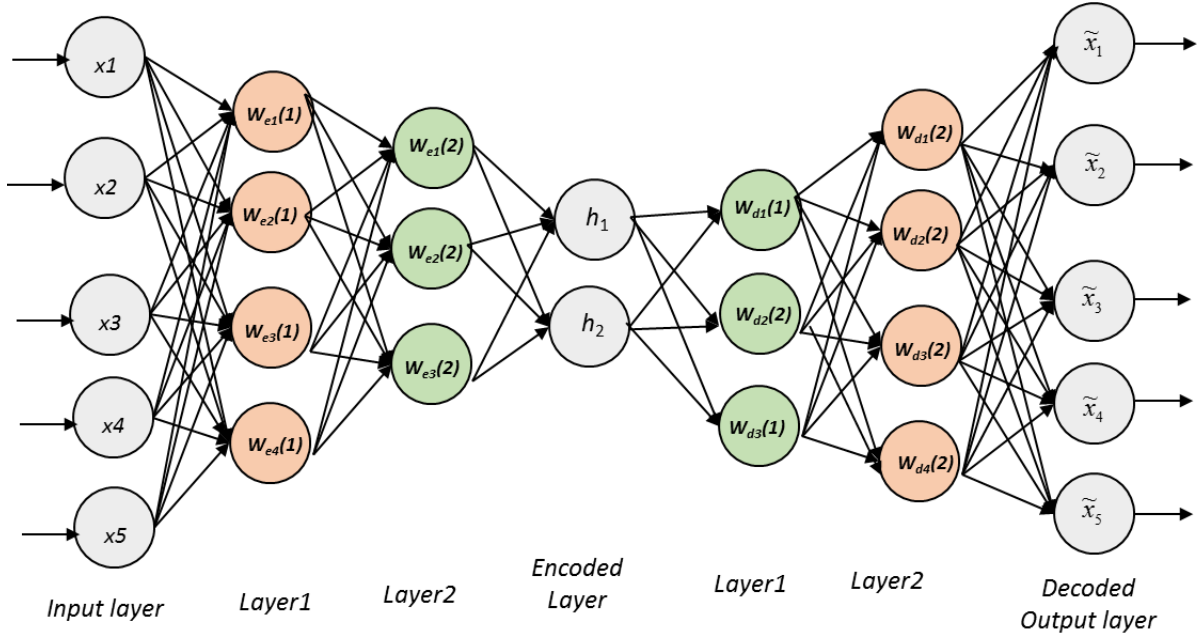 x1
x2
x3
x4
x5
We1(1)
We2(1)
We3(1)
We4(1)
We1(2)
We2(2)
We3(2)
h1
h2
Wd1(1)
Wd2(2)
Wd3(1)
Wd1(2)
Wd2(2)
Wd3(2)
Wd4(2)
x̃1
x̃2
x̃3
x̃4
x̃5
Input layer
Layer1
Layer2
Encoded
Layer
Layer1
Layer2
Decoded
Output layer